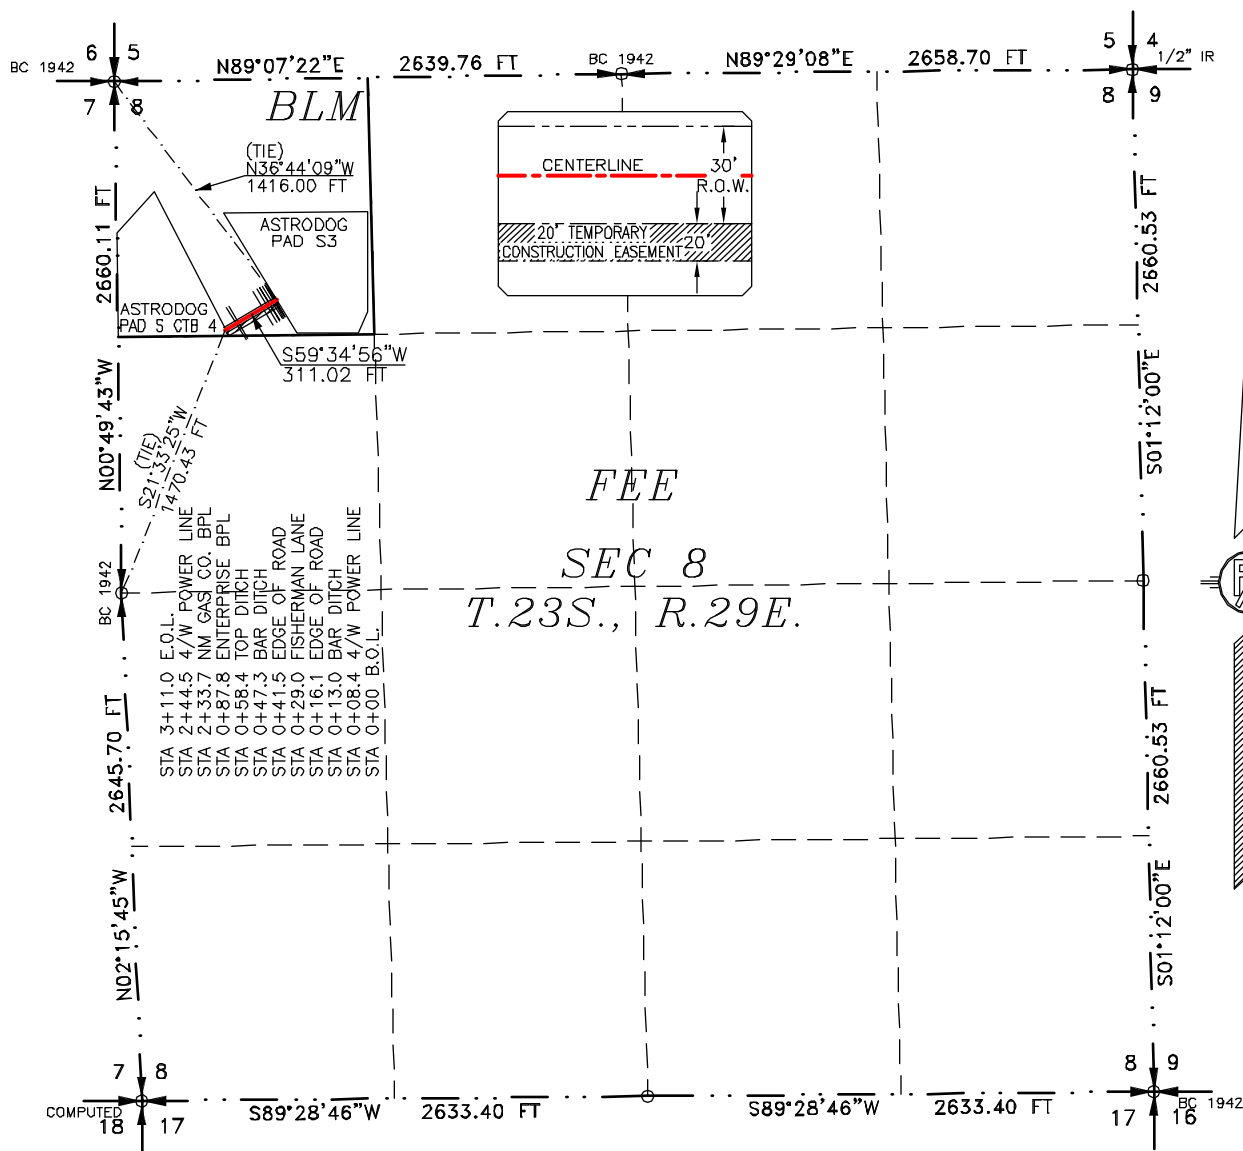 6 5
BC 1942
7 8
N89°07'22"E 2639.76 FT
BC 1942
N89°29'08"E 2658.70 FT
5 4
1/2" IR
8 9
BLM
(TIE)
N36°44'09"W
1416.00 FT
CENTERLINE
30'
R.O.W.
20' TEMPORARY
CONSTRUCTION EASEMENT
20'
ASTRODOG
PAD S3
ASTRODOG
PAD S CTB 4
S59°34'56"W
311.02 FT
2660.11 FT
N00°49'43"W
2660.53 FT
S01°12'00"E
(TIE)
S21°33'25"W
1470.43 FT
BC 1942
FEE
SEC 8
T.23S., R.29E.
STA 3+11.0 E.O.L.
STA 2+44.5 4/W POWER LINE
STA 2+33.7 NM GAS CO. BPL
STA 0+87.8 ENTERPRISE BPL
STA 0+58.4 TOP DITCH
STA 0+47.3 BAR DITCH
STA 0+41.5 EDGE OF ROAD
STA 0+29.0 FISHERMAN LANE
STA 0+16.1 EDGE OF ROAD
STA 0+13.0 BAR DITCH
STA 0+08.4 4/W POWER LINE
STA 0+00 B.O.L.
2645.70 FT
N02°15'45"W
2660.53 FT
S01°12'00"E
7 8
COMPUTED
18 17
S89°28'46"W 2633.40 FT
S89°28'46"W 2633.40 FT
8 9
BC 1942
17 16